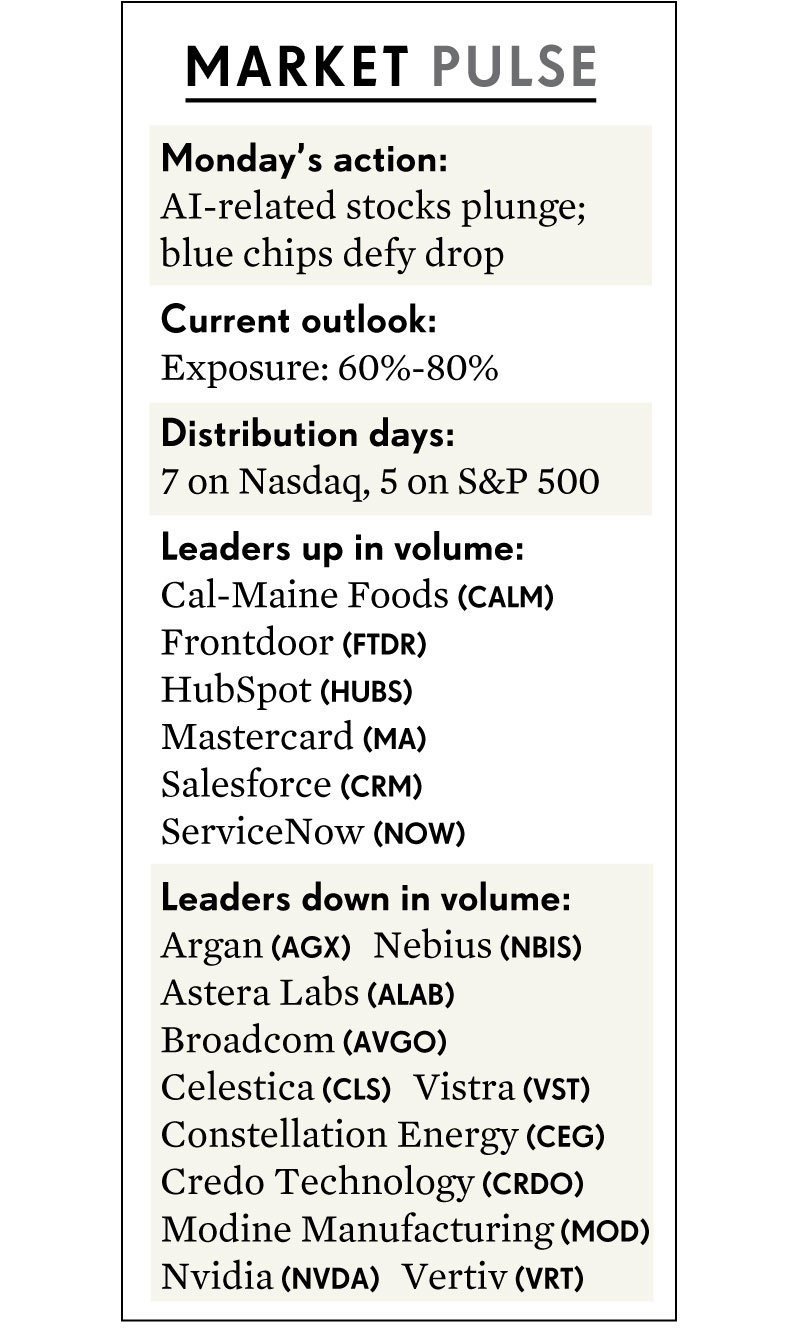 MARKET PULSE
Monday’s action:
AI-related stocks plunge;
blue chips defy drop
Current outlook:
Exposure: 60%-80%
Distribution days:
7 on Nasdaq, 5 on S&P 500
Leaders up in volume:
Cal-Maine Foods (CALM)
Frontdoor (FTDR)
HubSpot (HUBS)
Mastercard (MA)
Salesforce (CRM)
ServiceNow (NOW)
Leaders down in volume:
Argan (AGX) Nebius (NBIS)
Astera Labs (ALAB)
Broadcom (AVGO)
Celestica (CLS) Vistra (VST)
Constellation Energy (CEG)
Credo Technology (CRDO)
Modine Manufacturing (MOD)
Nvidia (NVDA) Vertiv (VRT)